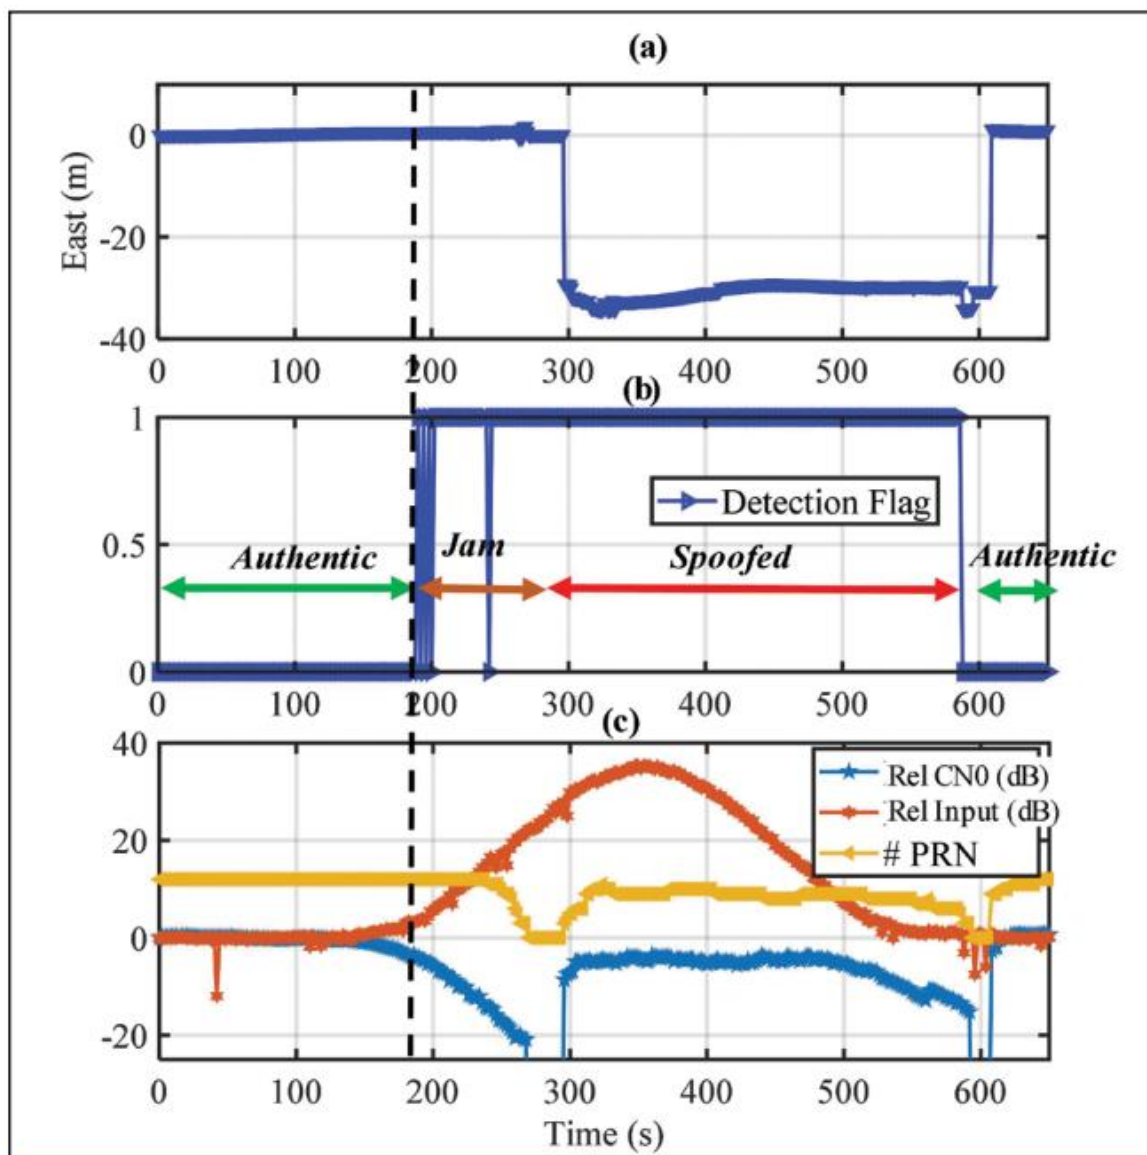 (a)
East (m)
0
-20
-40
0 100 200 300 400 500 600
(b)
1
0.5
0
Detection Flag
Authentic Jam Spoofed Authentic
0 100 200 300 400 500 600
(c)
40
20
0
-20
Rel CN0 (dB)
Rel Input (dB)
# PRN
0 100 200 300 400 500 600
Time (s)